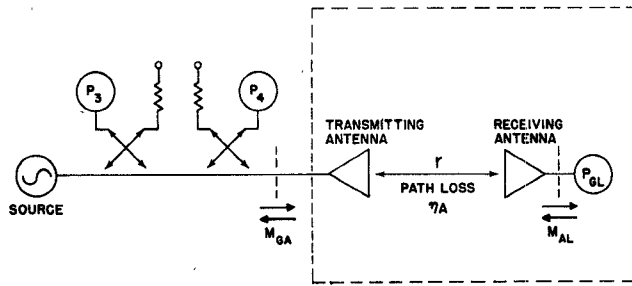 P3
P4
TRANSMITTING
ANTENNA
RECEIVING
ANTENNA
r
PATH LOSS
ηA
PGL
SOURCE
MGA
MAL